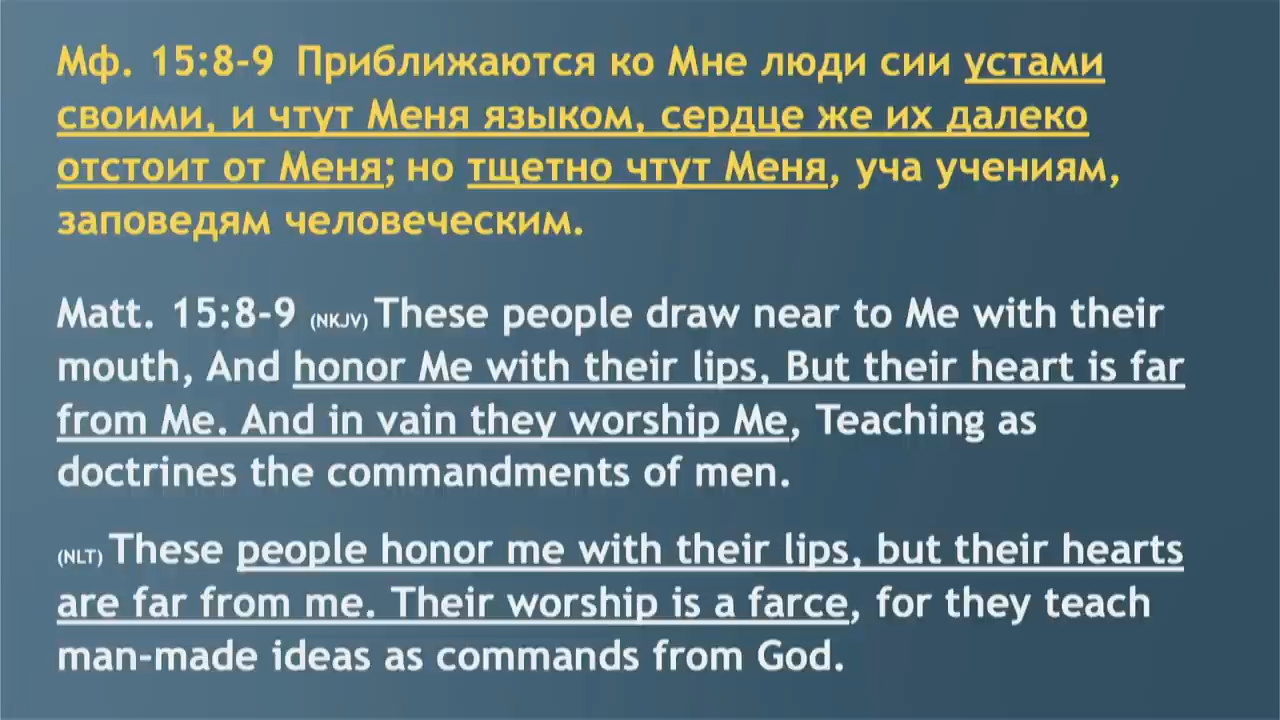 Мф. 15:8-9 Приближаются ко Мне люди сии устами
своими, и чтут Меня языком, сердце же их далеко
отстоит от Меня; но тщетно чтут Меня, уча учениям,
заповедям человеческим.
Matt. 15:8-9 (NKJV) These people draw near to Me with their
mouth, And honor Me with their lips, But their heart is far
from Me. And in vain they worship Me, Teaching as
doctrines the commandments of men.
(NLT) These people honor me with their lips, but their hearts
are far from me. Their worship is a farce, for they teach
man-made ideas as commands from God.